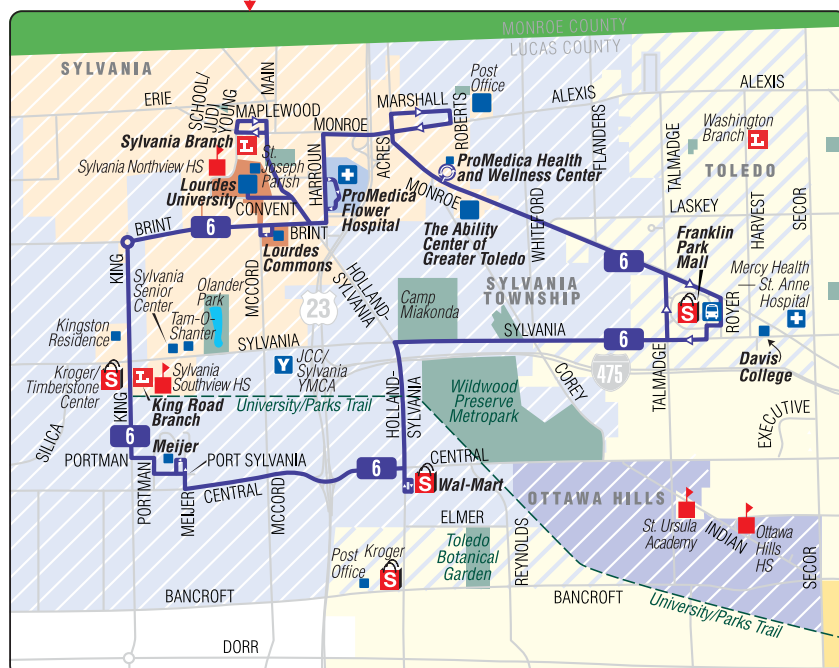 MONROE COUNTY
LUCAS COUNTY
SYLVANIA
MAIN
Post
Office
ERIE
SCHOOL/
JUDI
YOUNG
MAPLEWOOD
MARSHALL
ROBERTS
ALEXIS
ALEXIS
MONROE
ACRES
FLANDERS
TALMADGE
Washington
Branch
L
TOLEDO
Sylvania Branch
L
Sylvania Northview HS
St.
Joseph
Parish
HARROUN
ProMedica Health
and Wellness Center
Lourdes
University
CONVENT
ProMedica
Flower
Hospital
MONROE
The Ability
Center of
Greater Toledo
WHITEFORD
LASKEY
HARVEST
SECOR
BRINT
6
BRINT
Lourdes
Commons
Franklin
Park
Mall
6
KING
Sylvania
Senior
Center
Olander
Park
Tam-O-
Shanter
MCCORD
HOLLAND-
SYLVANIA
23
Camp
Miakonda
SYLVANIA
TOWNSHIP
Mercy Health
St. Anne
Hospital
S
ROYER
Kingston
Residence
SYLVANIA
SYLVANIA
6
TALMADGE
Davis
College
Kroger/
Timberstone
Center
S
L
Sylvania
Southview HS
Y
JCC/
Sylvania
YMCA
475
COREY
KING
King Road
Branch
University/Parks Trail
HOLLAND-
SYLVANIA
Wildwood
Preserve
Metropark
EXECUTIVE
SILICA
6
PORTMAN
Meijer
PORT SYLVANIA
6
CENTRAL
S
Wal-Mart
PORTMAN
MEIJER
CENTRAL
MCCORD
OTTAWA HILLS
ELMER
REYNOLDS
St. Ursula
Academy
INDIAN
Ottawa
Hills
HS
SECOR
Post
Office
Kroger
S
Toledo
Botanical
Garden
BANCROFT
BANCROFT
University/Parks Trail
DORR